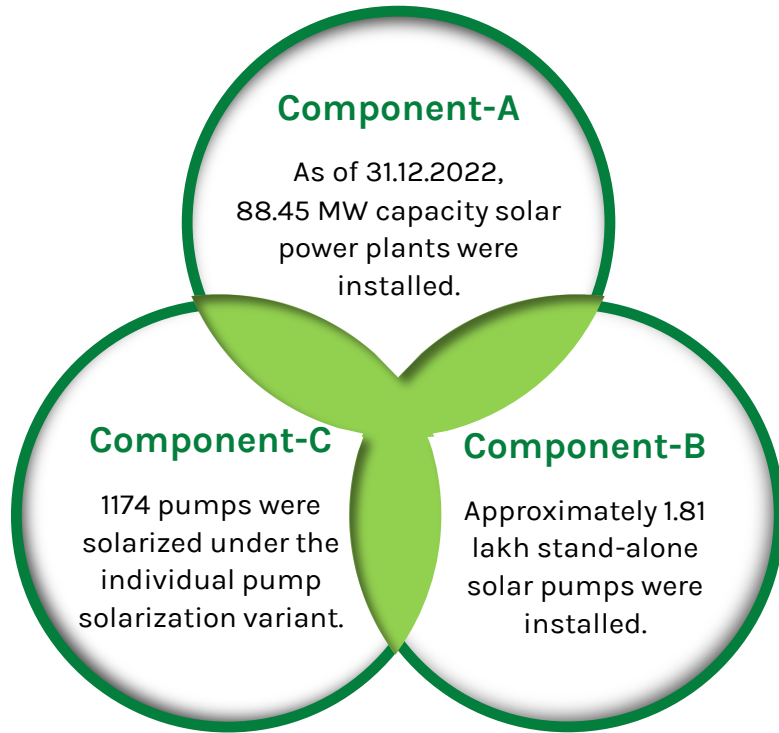 Component-A
As of 31.12.2022,
88.45 MW capacity solar
power plants were
installed.
Component-C
1174 pumps were
solarized under the
individual pump
solarization variant.
Component-B
Approximately 1.81
lakh stand-alone
solar pumps were
installed.